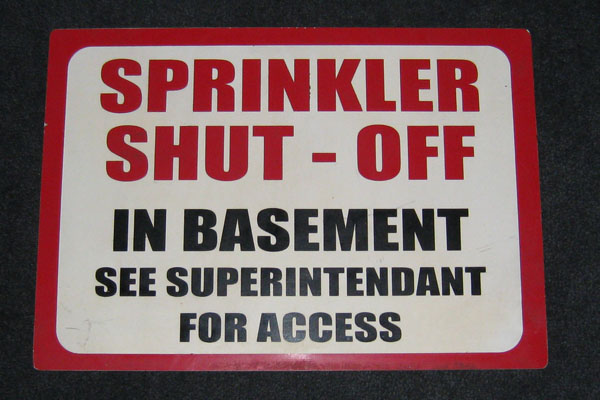 SPRINKLER
SHUT - OFF
IN BASEMENT
SEE SUPERINTENDANT
FOR ACCESS